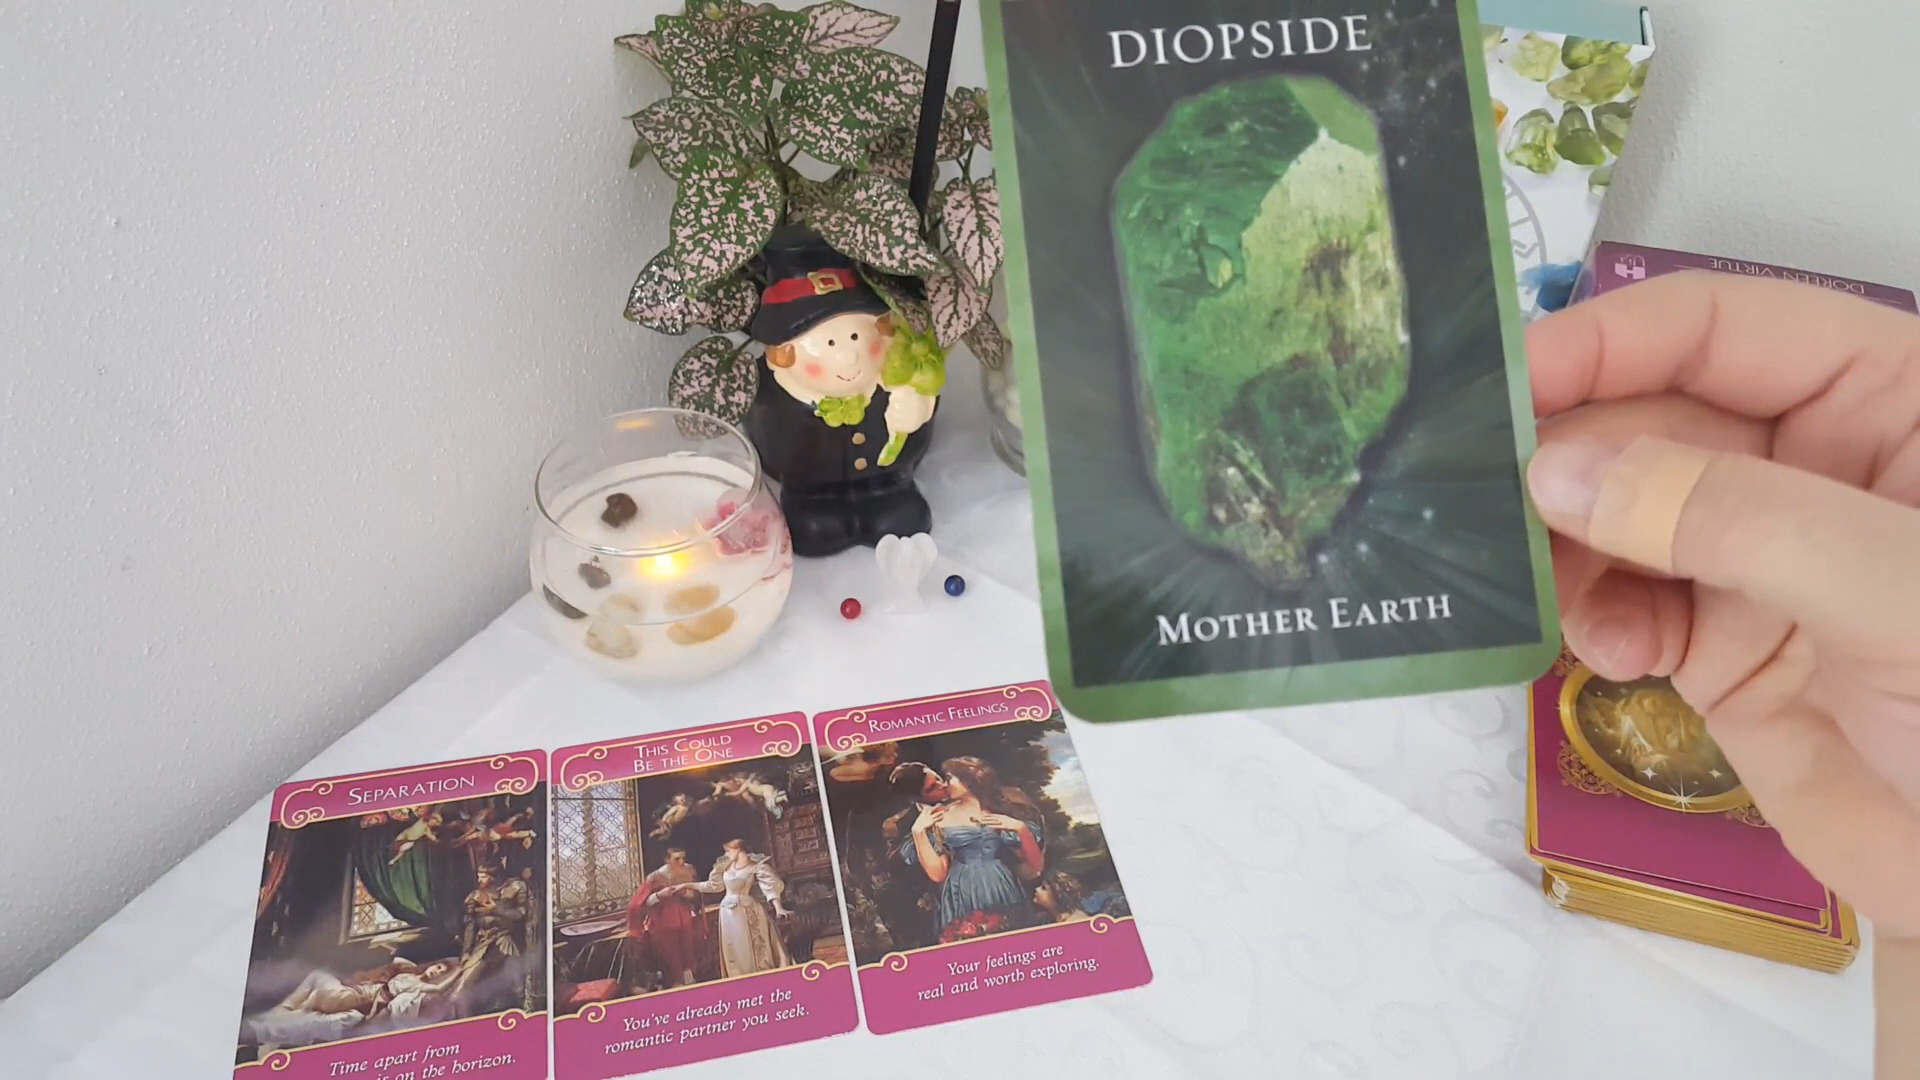 DIOPSIDE
MOTHER EARTH
DOREEN VIRTUE
SEPARATION
Time apart from
on the horizon.
THIS COULD
BE THE ONE
You've already met the
romantic partner you seek.
ROMANTIC FEELINGS
Your feelings are
real and worth exploring.